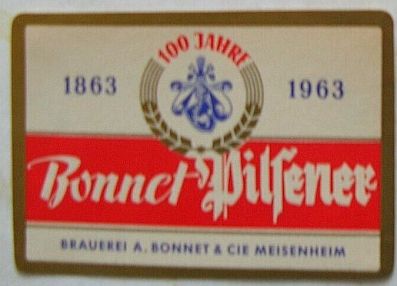 100 JAHRE
1863 1963
Bonnet Pilsener
BRAUEREI A. BONNET & CIE MEISENHEIM